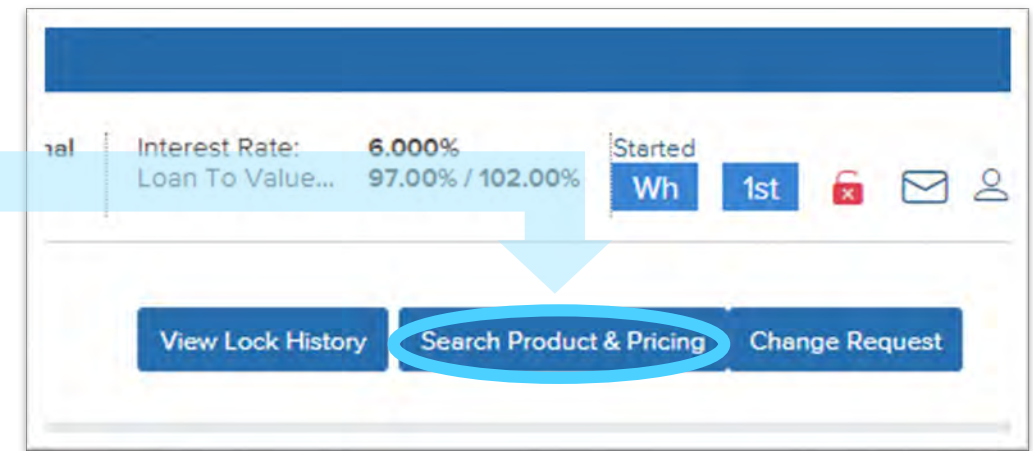 Interest Rate: 6.000% Started
Loan To Value... 97.00% / 102.00% Wh 1st
View Lock History Search Product & Pricing Change Request